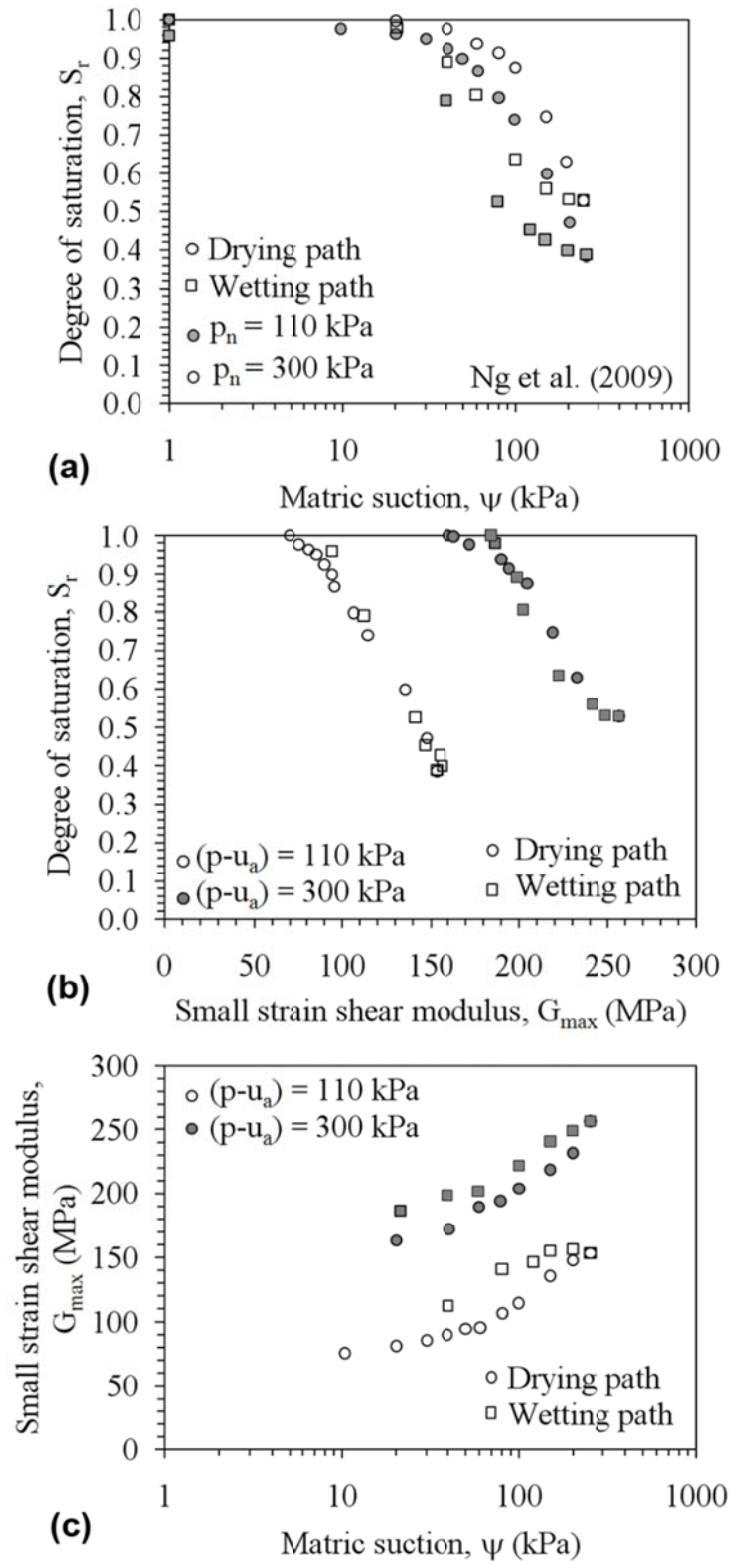 Degree of saturation, Sᵣ
1.0
0.9
0.8
0.7
0.6
0.5
0.4
0.3
0.2
0.1
0.0
Drying path
Wetting path
pₙ = 110 kPa
pₙ = 300 kPa
Ng et al. (2009)
1 10 100 1000
(a)
Matric suction, ψ (kPa)
Degree of saturation, Sᵣ
1.0
0.9
0.8
0.7
0.6
0.5
0.4
0.3
0.2
0.1
0.0
(p-uₐ) = 110 kPa
(p-uₐ) = 300 kPa
Drying path
Wetting path
0 50 100 150 200 250 300
(b)
Small strain shear modulus, Gₘₐₓ (MPa)
Small strain shear modulus,
Gₘₐₓ (MPa)
300
250
200
150
100
50
0
(p-uₐ) = 110 kPa
(p-uₐ) = 300 kPa
Drying path
Wetting path
1 10 100 1000
(c)
Matric suction, ψ (kPa)